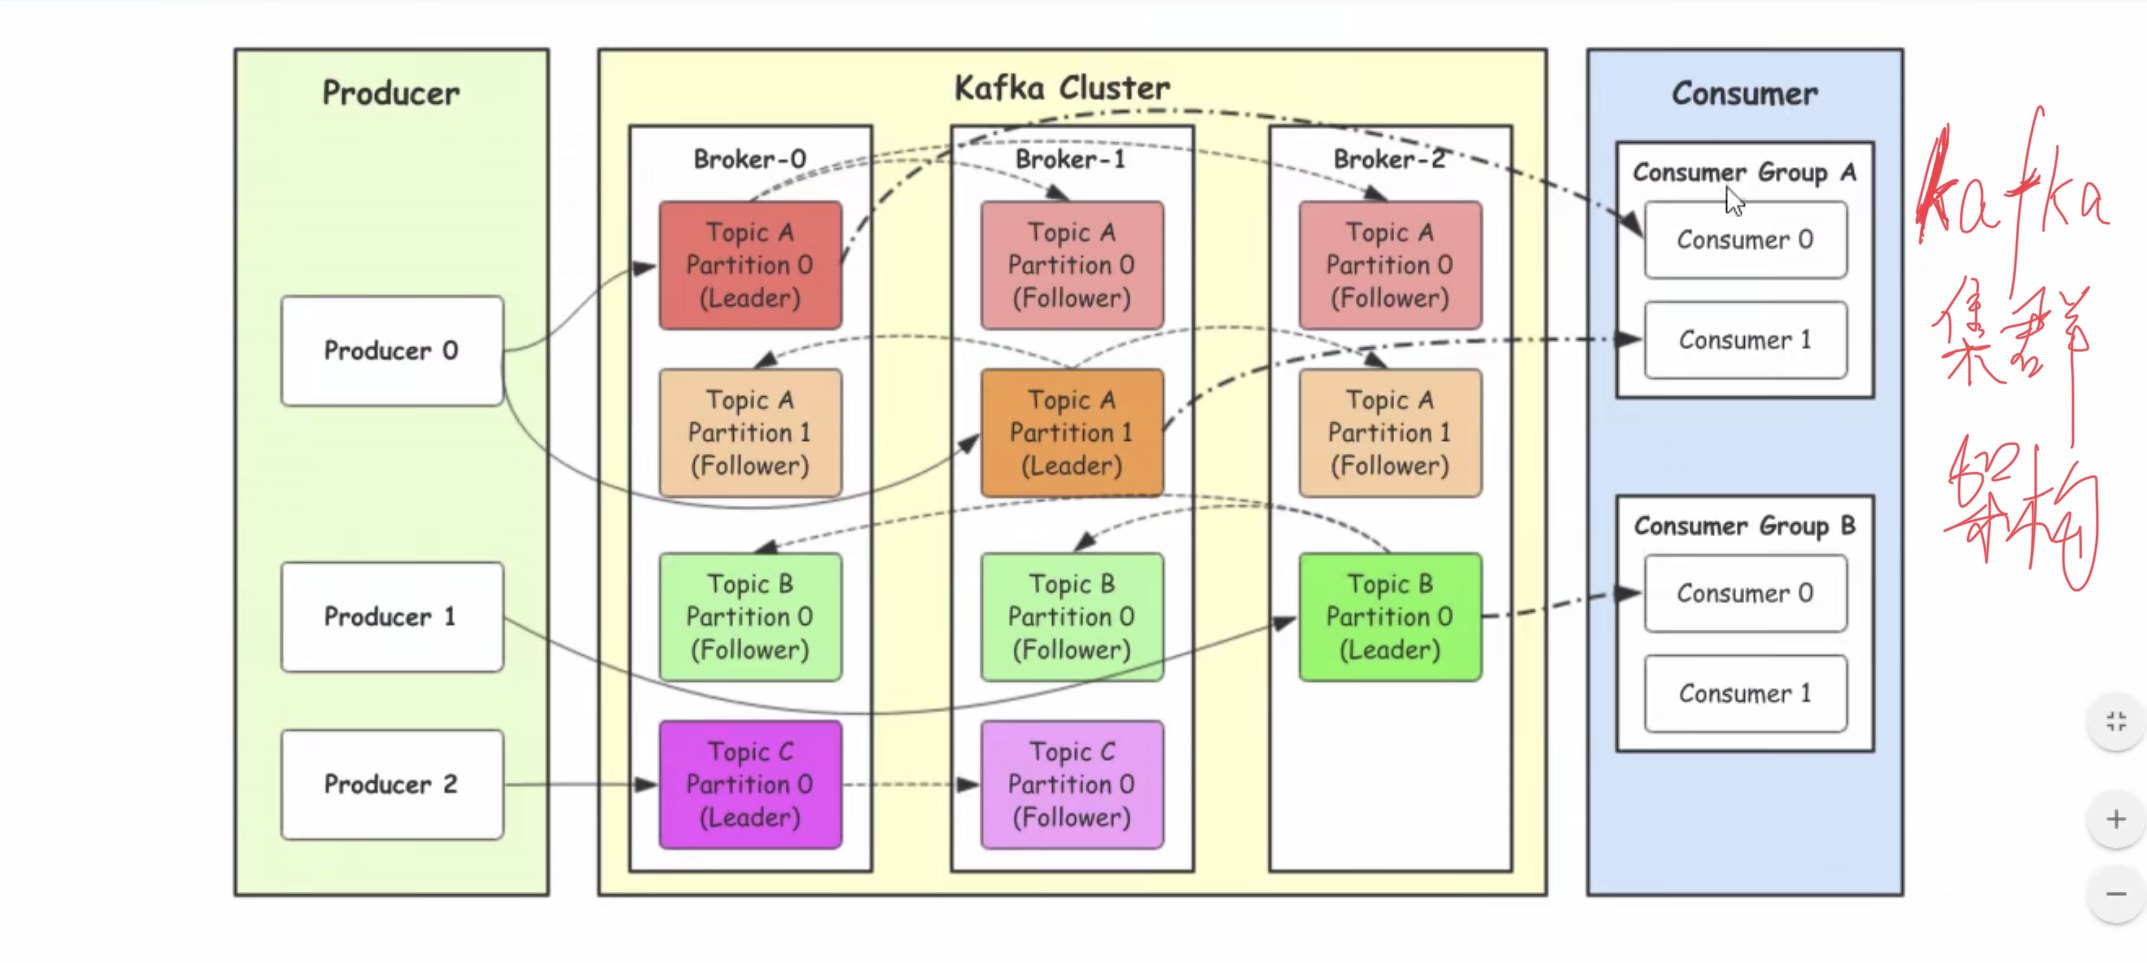 Producer
Producer 0
Producer 1
Producer 2
Kafka Cluster
Broker-0
Topic A
Partition 0
(Leader)
Topic A
Partition 1
(Follower)
Topic B
Partition 0
(Follower)
Topic C
Partition 0
(Leader)
Broker-1
Topic A
Partition 0
(Follower)
Topic A
Partition 1
(Leader)
Topic B
Partition 0
(Follower)
Topic C
Partition 0
(Follower)
Broker-2
Topic A
Partition 0
(Follower)
Topic A
Partition 1
(Follower)
Topic B
Partition 0
(Leader)
Consumer
Consumer Group A
Consumer 0
Consumer 1
Consumer Group B
Consumer 0
Consumer 1
kafka
集群
架构